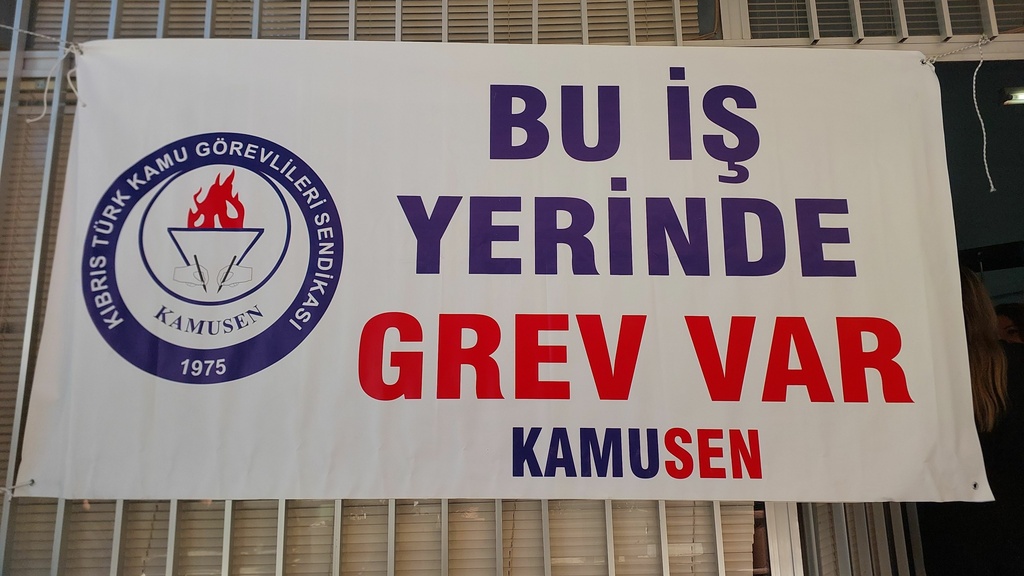 KIBRIS TÜRK KAMU GÖREVLİLERİ SENDİKASI
KAMUSEN
1975
BU İŞ
YERİNDE
GREV VAR
KAMUSEN